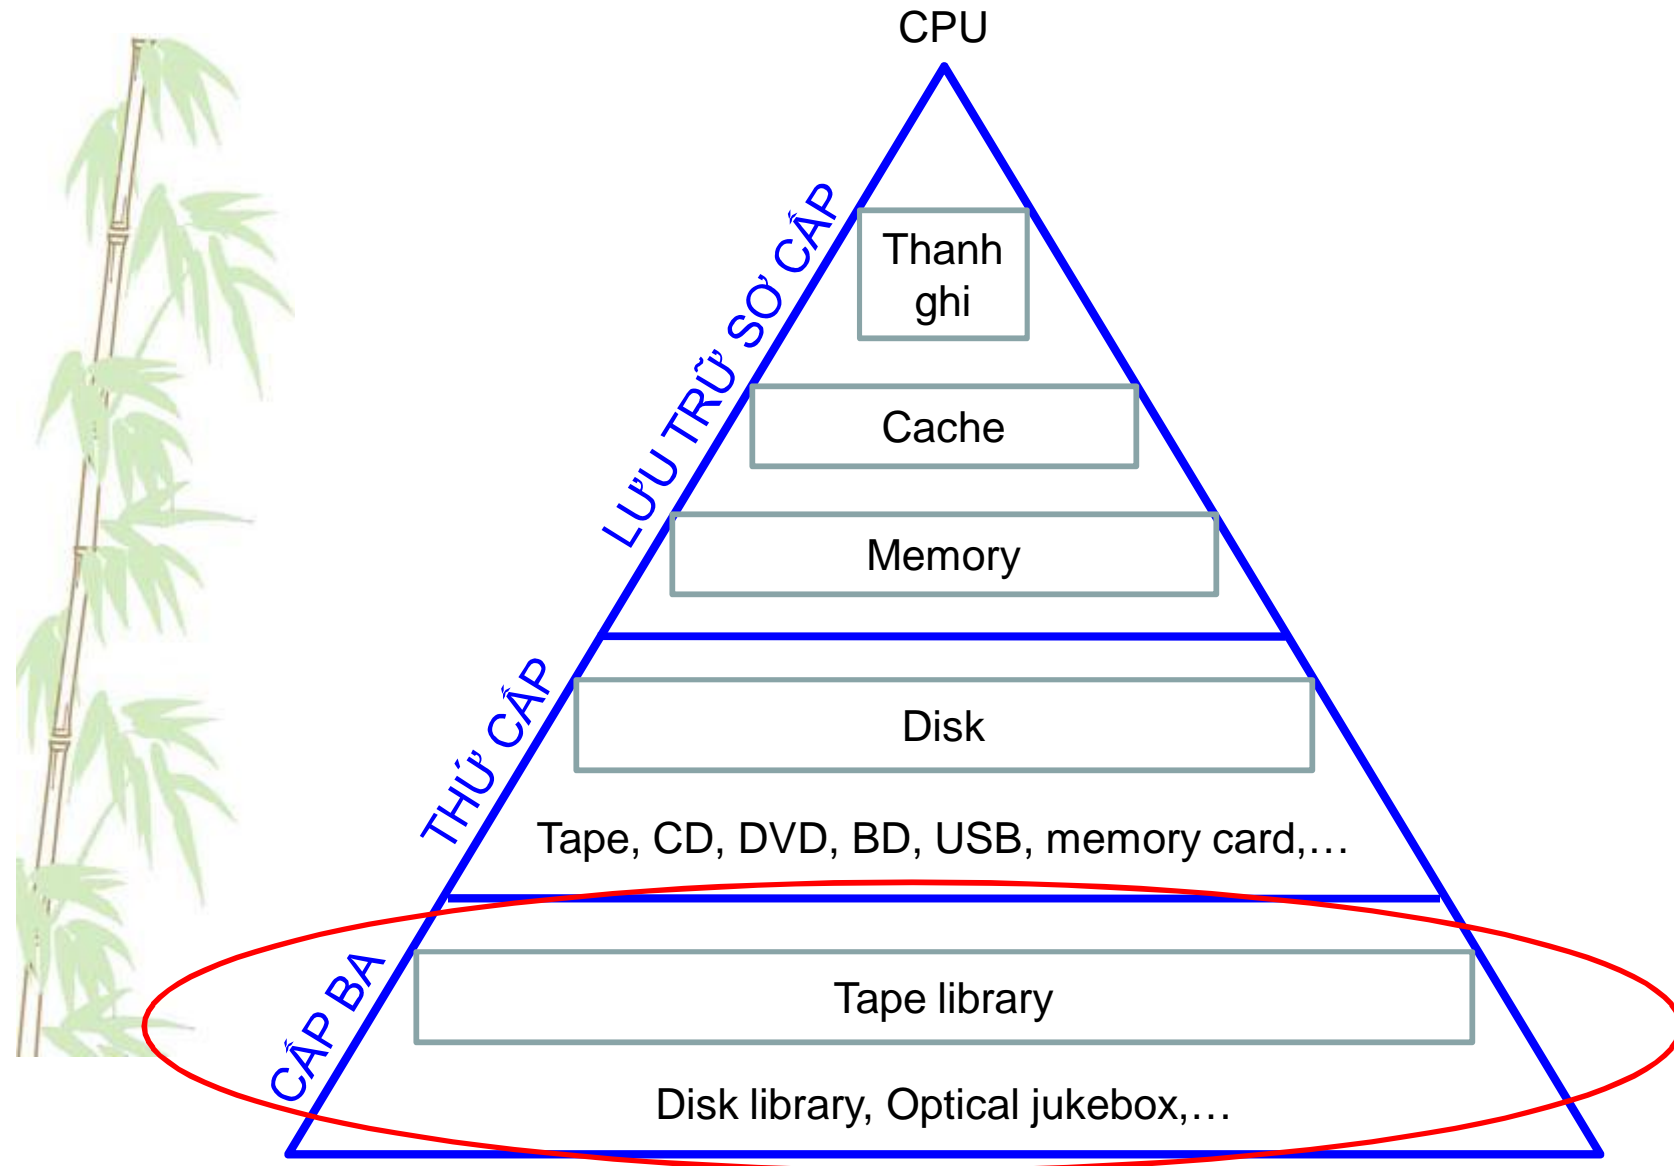 CPU
LƯU TRỮ SƠ CẤP
Thanh
ghi
Cache
Memory
THỨ CẤP
Disk
Tape, CD, DVD, BD, USB, memory card,…
CẤP BA
Tape library
Disk library, Optical jukebox,…